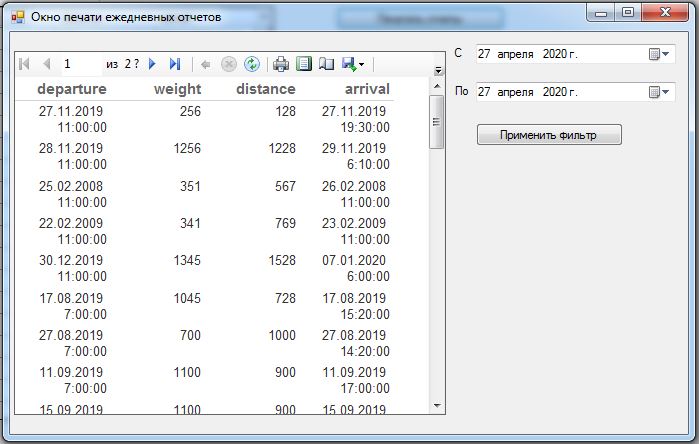 Окно печати ежедневных отчетов
С 27 апреля 2020 г.
1 из 2 ?
По 27 апреля 2020 г.
Применить фильтр
departure weight distance arrival
27.11.2019 256 128 27.11.2019
11:00:00 19:30:00
28.11.2019 1256 1228 29.11.2019
11:00:00 6:10:00
25.02.2008 351 567 26.02.2008
11:00:00 11:00:00
22.02.2009 341 769 23.02.2009
11:00:00 11:00:00
30.12.2019 1345 1528 07.01.2020
11:00:00 6:00:00
17.08.2019 1045 728 17.08.2019
7:00:00 15:20:00
27.08.2019 700 1000 27.08.2019
7:00:00 14:20:00
11.09.2019 1100 900 11.09.2019
7:00:00 17:00:00
15.09.2019 1100 900 15.09.2019